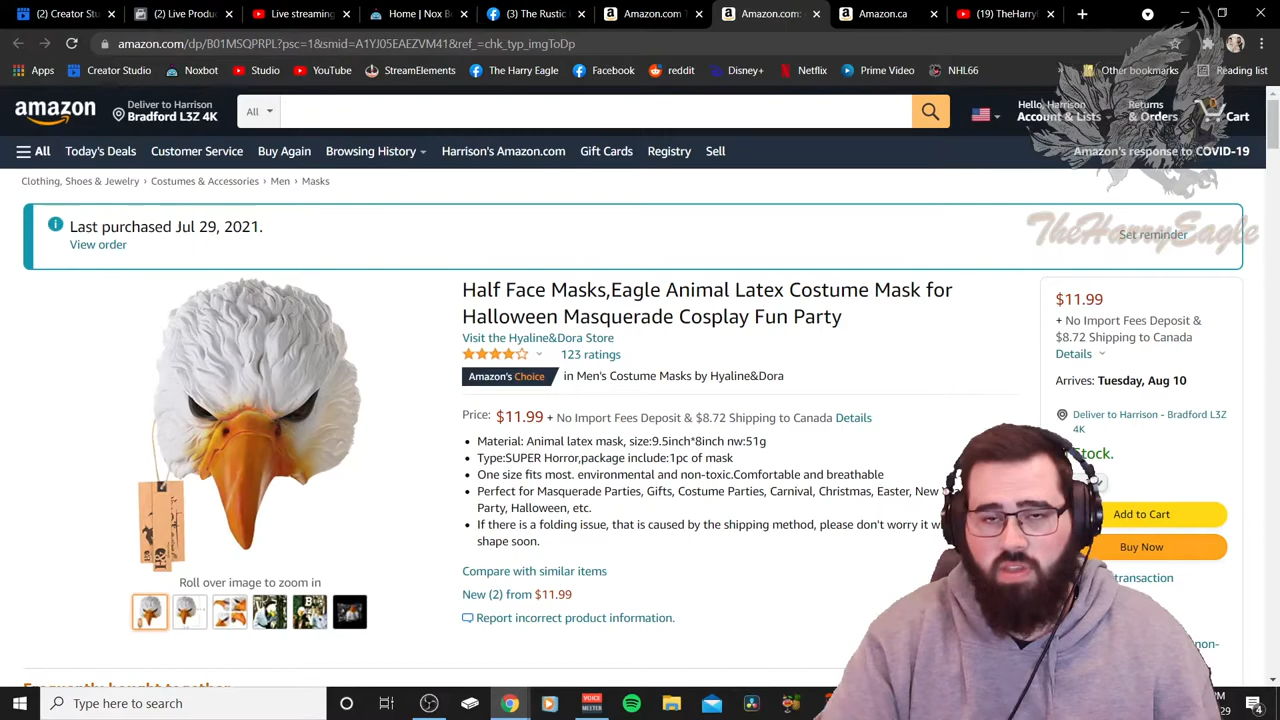 (2) Produc
(2) Live
Live streaming
Home | Nox B
(3) The Rustic
Amazon.com T
Amazon.com:
Amazon.ca
(19) TheHarryE
amazon.com/dp/B01MSQPRPL?psc=1&smid=A1YJ05EAEZVM41&ref_=chk_typ_imgToDp
Apps
Creator Studio
Noxbot
Studio
YouTube
StreamElements
The Harry Eagle
Facebook
reddit
Disney+
Netflix
Prime Video
NHL66
Other bookmarks
Reading list
amazon
Deliver to Harrison
Bradford L3Z 4K
All
Hello, Harrison
Account & Lists
Returns
& Orders
0
Cart
All
Today's Deals
Customer Service
Buy Again
Browsing History
Harrison's Amazon.com
Gift Cards
Registry
Sell
Amazon's response to COVID-19
Clothing, Shoes & Jewelry › Costumes & Accessories › Men › Masks
Last purchased Jul 29, 2021.
View order
Set reminder
TheHarryEagle
Half Face Masks,Eagle Animal Latex Costume Mask for
Halloween Masquerade Cosplay Fun Party
Visit the Hyaline&Dora Store
123 ratings
Amazon's Choice in Men's Costume Masks by Hyaline&Dora
Price: $11.99 + No Import Fees Deposit & $8.72 Shipping to Canada Details
• Material: Animal latex mask, size:9.5inch*8inch nw:51g
• Type:SUPER Horror,package include:1pc of mask
• One size fits most. environmental and non-toxic.Comfortable and breathable
• Perfect for Masquerade Parties, Gifts, Costume Parties, Carnival, Christmas, Easter, New
Party, Halloween, etc.
• If there is a folding issue, that is caused by the shipping method, please don't worry it w
shape soon.
Compare with similar items
New (2) from $11.99
Report incorrect product information.
Roll over image to zoom in
$11.99
+ No Import Fees Deposit &
$8.72 Shipping to Canada
Details
Arrives: Tuesday, Aug 10
Deliver to Harrison - Bradford L3Z
4K
Stock.
Add to Cart
Buy Now
transaction
non-
Frequently bought together
Type here to search
VOICE
MEETER
PM
29
4